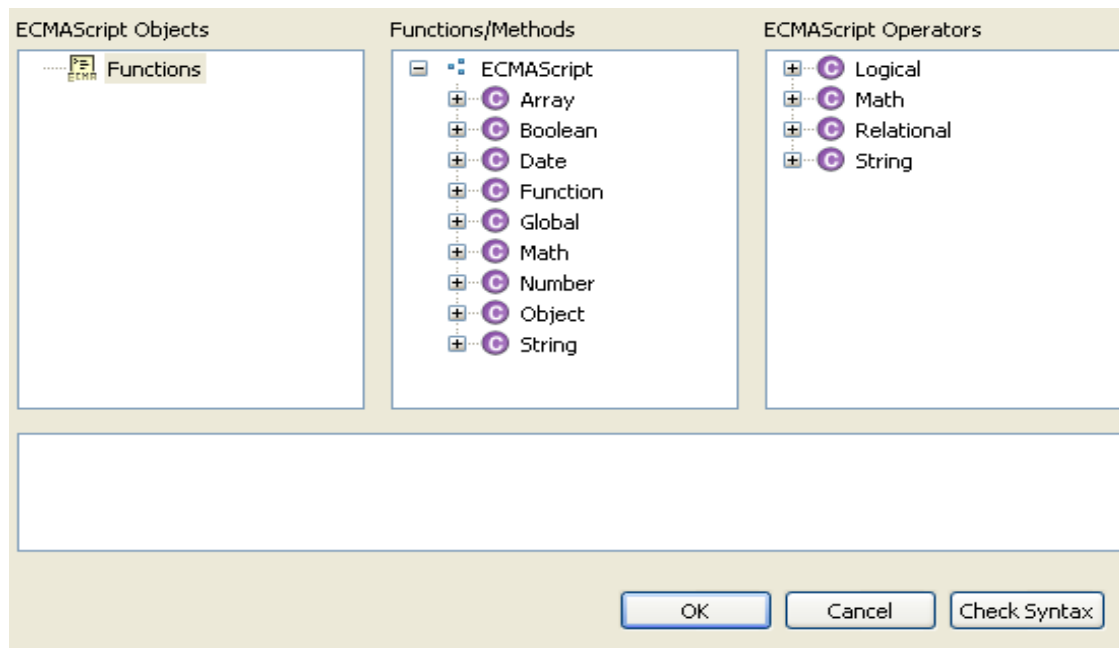 ECMAScript Objects
Functions
Functions/Methods
ECMAScript
Array
Boolean
Date
Function
Global
Math
Number
Object
String
ECMAScript Operators
Logical
Math
Relational
String
OK
Cancel
Check Syntax